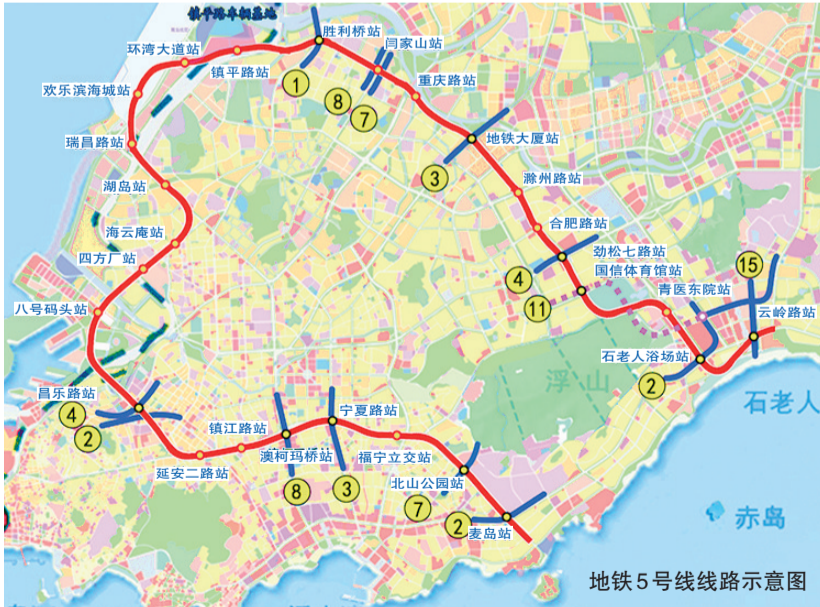 镇平路车辆基地
胜利桥站
闫家山站
环湾大道站
镇平路站
重庆路站
欢乐滨海城站
1
8
7
瑞昌路站
地铁大厦站
3
湖岛站
滁州路站
海云庵站
合肥路站
四方厂站
劲松七路站
国信体育馆站
4
15
青医东院站
11
八号码头站
云岭路站
石老人浴场站
2
浮山
昌乐路站
石老人
4
2
镇江路站
宁夏路站
澳柯玛桥站
福宁立交站
延安二路站
北山公园站
8
3
7
2
麦岛站
赤岛
地铁5号线线路示意图